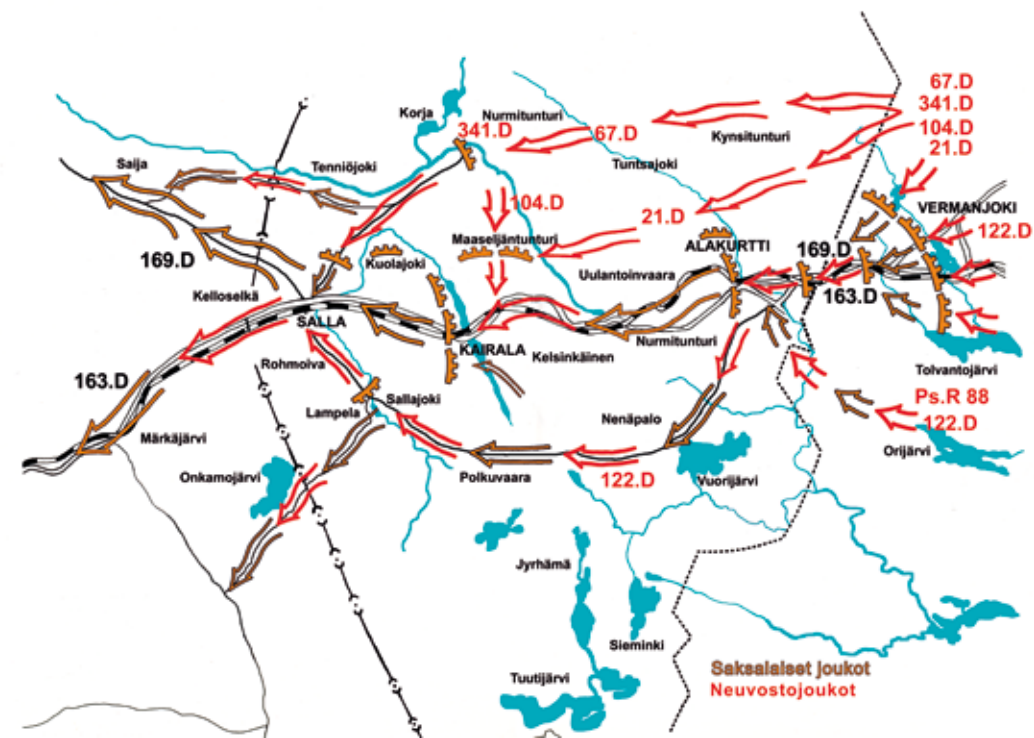 67.D
341.D
104.D
21.D
Korja
Nurmitunturi
341.D
67.D
Kynsitunturi
Saija
Tenniöjoki
Tuntsajoki
VERMANJOKI
122.D
104.D
21.D
Maaseljäntunturi
ALAKURTTI
169.D
169.D
Kuolajoki
Uulantoinvaara
Kelloselkä
163.D
SALLA
KAIRALA
Nurmitunturi
Kelsinkäinen
Rohmoiva
Tolvantojärvi
163.D
Lampela
Sallajoki
Ps.R 88
122.D
Nenäpalo
Märkäjärvi
Orijärvi
Onkamojärvi
Polkuvaara
122.D
Vuorijärvi
Jyrhämä
Sieminki
Tuutijärvi
Saksalaiset joukot
Neuvostojoukot